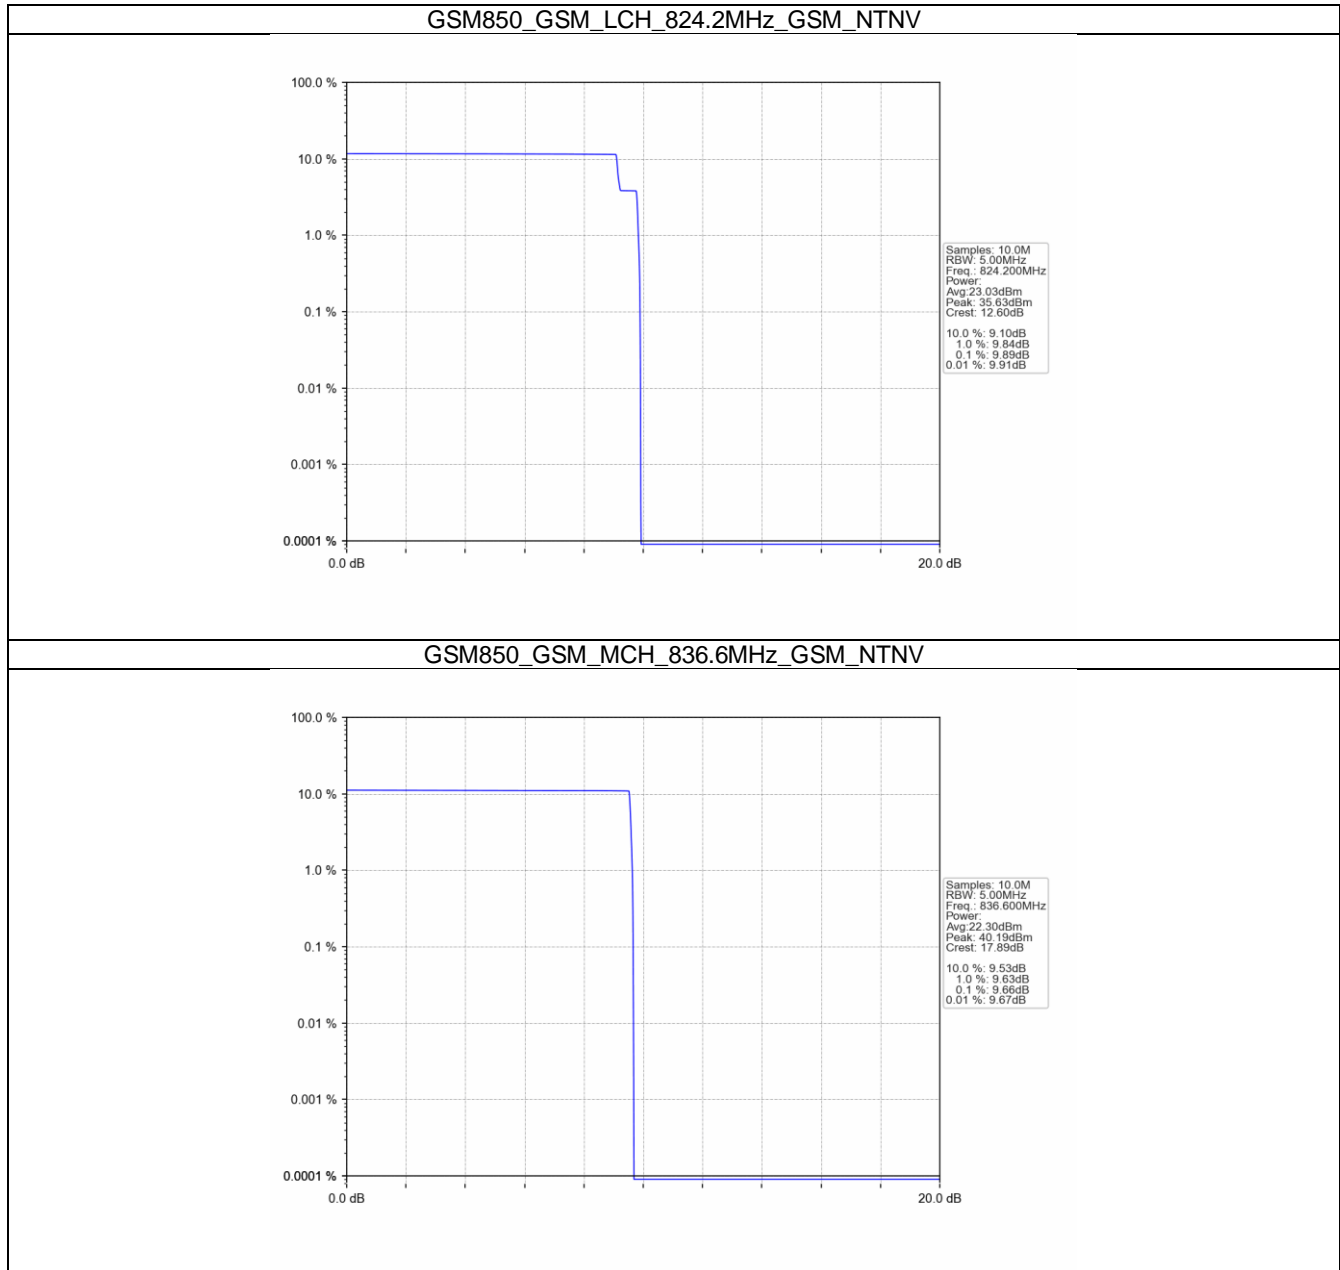 GSM850_GSM_LCH_824.2MHz_GSM_NTNV
100.0 %
10.0 %
1.0 %
0.1 %
0.01 %
0.001 %
0.0001 %
0.0 dB
20.0 dB
Samples: 10.0M
RBW: 5.00MHz
Freq.: 824.200MHz
Power:
Avg:23.03dBm
Peak: 35.63dBm
Crest: 12.60dB
10.0 %: 9.10dB
1.0 %: 9.84dB
0.1 %: 9.89dB
0.01 %: 9.91dB
GSM850_GSM_MCH_836.6MHz_GSM_NTNV
100.0 %
10.0 %
1.0 %
0.1 %
0.01 %
0.001 %
0.0001 %
0.0 dB
20.0 dB
Samples: 10.0M
RBW: 5.00MHz
Freq.: 836.600MHz
Power:
Avg:22.30dBm
Peak: 40.19dBm
Crest: 17.89dB
10.0 %: 9.53dB
1.0 %: 9.63dB
0.1 %: 9.66dB
0.01 %: 9.67dB